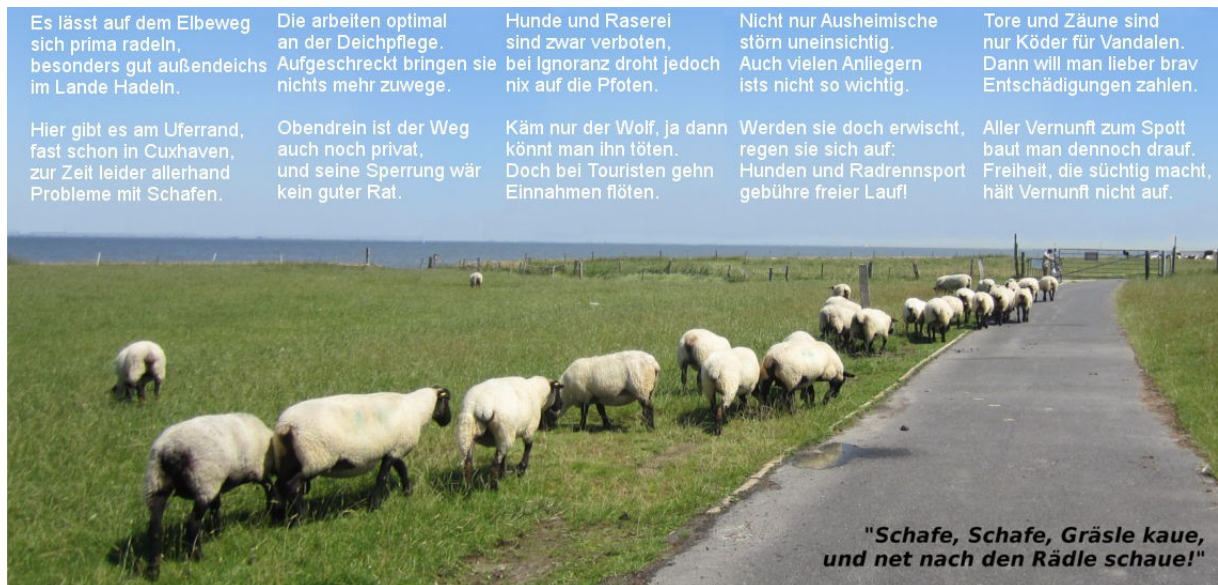 Es lässt auf dem Elbeweg
sich prima radeln,
besonders gut außendeichs
im Lande Hadeln.
Hier gibt es am Uferrand,
fast schon in Cuxhaven,
zur Zeit leider allerhand
Probleme mit Schafen.
Die arbeiten optimal
an der Deichpflege.
Aufgeschreckt bringen sie
nichts mehr zuwege.
Obendrein ist der Weg
auch noch privat,
und seine Sperrung wär
kein guter Rat.
Hunde und Raserei
sind zwar verboten,
bei Ignoranz droht jedoch
nix auf die Pfoten.
Käm nur der Wolf, ja dann
könnt man ihn töten.
Doch bei Touristen gehn
Einnahmen flöten.
Nicht nur Ausheimische
störn uneinsichtig.
Auch vielen Anliegern
ists nicht so wichtig.
Werden sie doch erwischt,
regen sie sich auf:
Hunden und Radrennsport
gebühre freier Lauf!
Tore und Zäune sind
nur Köder für Vandalen.
Dann will man lieber brav
Entschädigungen zahlen.
Aller Vernunft zum Spott
baut man dennoch drauf.
Freiheit, die süchtig macht,
hält Vernunft nicht auf.
"Schafe, Schafe, Gräsle kaue,
und net nach den Rädle schaue!"